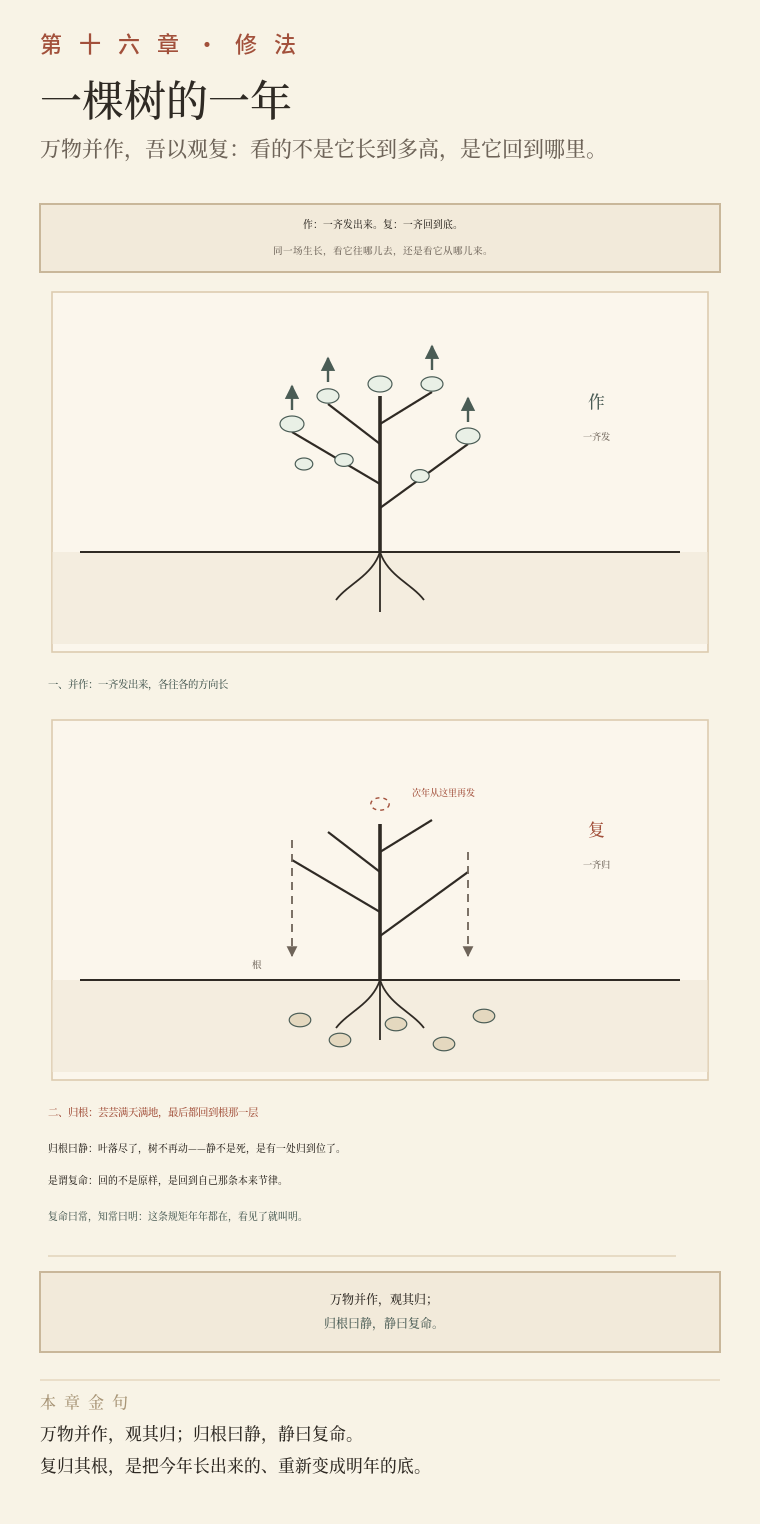 第十六章·修法
一棵树的一年
万物并作，吾以观复：看的不是它长到多高，是它回到哪里。
作：一齐发出来。复：一齐回到底。
同一场生长，看它往哪儿去，还是看它从哪儿来。
作
一齐发
一、并作：一齐发出来，各往各的方向长
次年从这里再发
复
一齐归
根
二、归根：芸芸满天满地，最后都回到根那一层
归根曰静：叶落尽了，树不再动——静不是死，是有一处归到位了。
是谓复命：回的不是原样，是回到自己那条本来节律。
复命曰常，知常曰明：这条规矩年年都在，看见了就叫明。
万物并作，观其归；
归根曰静，静曰复命。
本章金句
万物并作，观其归；归根曰静，静曰复命。
复归其根，是把今年长出来的、重新变成明年的底。